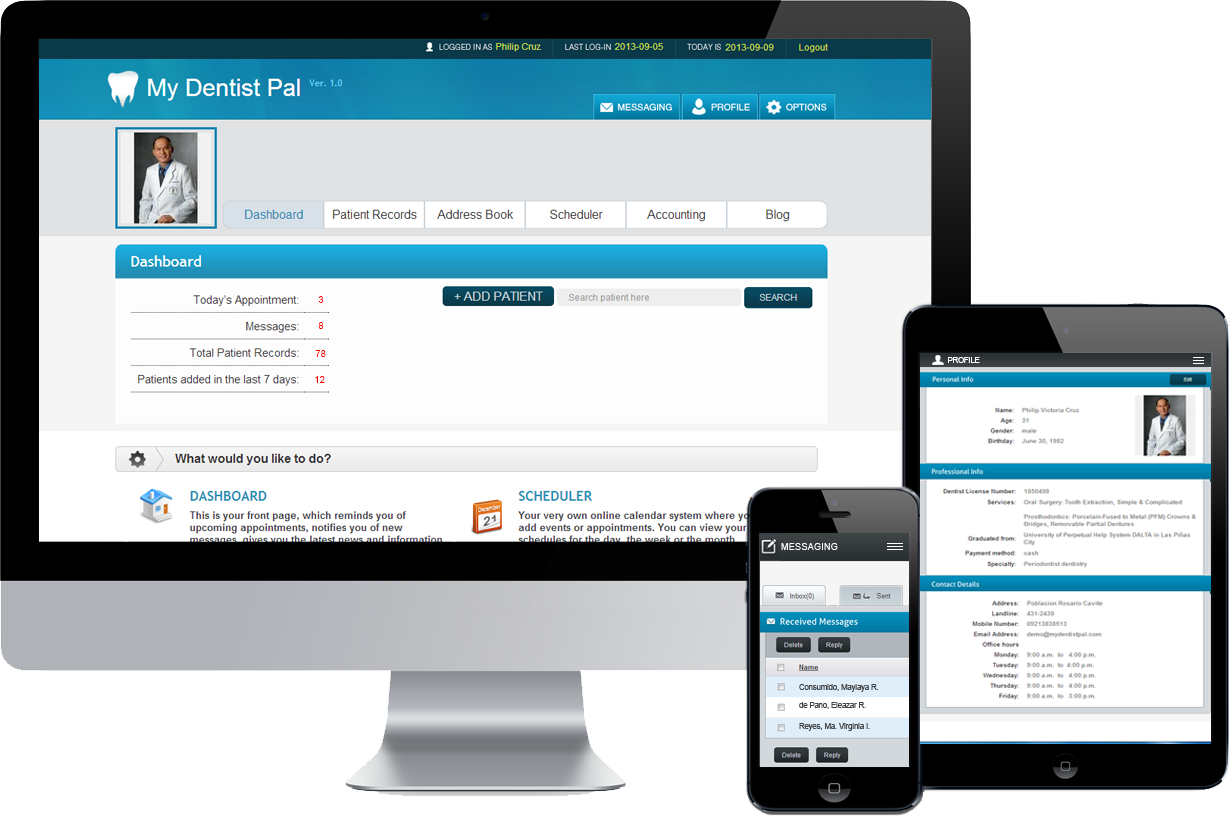 LOGGED IN AS Philip Cruz LAST LOG-IN 2013-09-05 TODAY IS 2013-09-09 Logout
My Dentist Pal Ver. 1.0
MESSAGING PROFILE OPTIONS
Dashboard Patient Records Address Book Scheduler Accounting Blog
Dashboard
Today's Appointment: 3
+ ADD PATIENT Search patient here SEARCH
Messages: 8
Total Patient Records: 78
Patients added in the last 7 days: 12
What would you like to do?
DASHBOARD
This is your front page, which reminds you of
upcoming appointments, notifies you of new
messages, gives you the latest news and information
December
21
SCHEDULER
Your very own online calendar system where yo
add events or appointments. You can view your
schedules for the day, the week or the month
MESSAGING
Inbox(0) Sent
Received Messages
Delete Reply
Name
Consumido, Maylaya R.
de Pano, Eleazar R.
Reyes, Ma. Virginia I.
Delete Reply
PROFILE
Personal Info Edit
Name: Philip Victoria Cruz
Age: 31
Gender: male
Birthday: June 30, 1982
Professional Info
Dentist License Number: 1850498
Services: Oral Surgery: Tooth Extraction, Simple & Complicated
Prosthodontics: Porcelain-Fused to Metal (PFM) Crowns &
Bridges, Removable Partial Dentures
Graduated from: University of Perpetual Help System DALTA in Las Piñas
City
Payment method: cash
Specialty: Periodontist dentistry
Contact Details
Address: Poblacion Rosario Cavite
Landline: 431-2439
Mobile Number: 09213838513
Email Address: demo@mydentistpal.com
Office hours
Monday: 9:00 a.m. to 4:00 p.m.
Tuesday: 9:00 a.m. to 4:00 p.m.
Wednesday: 9:00 a.m. to 4:00 p.m.
Thursday: 9:00 a.m. to 4:00 p.m.
Friday: 9:00 a.m. to 3:00 p.m.